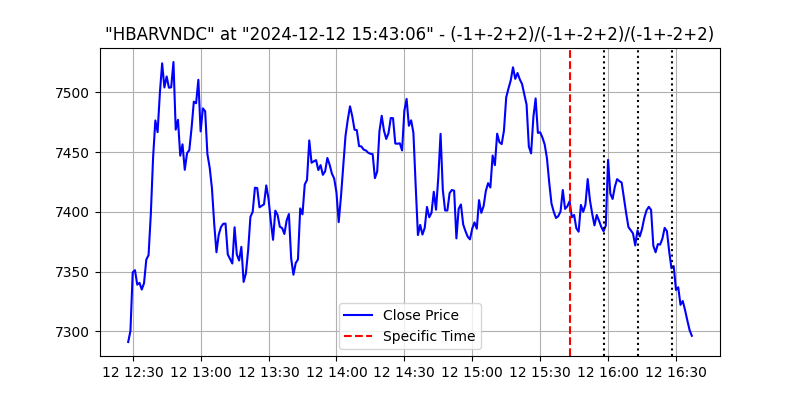 "HBARVNDC" at "2024-12-12 15:43:06" - (-1+-2+2)/(-1+-2+2)/(-1+-2+2)
7500
7450
7400
7350
7300
Close Price
Specific Time
12 12:30 12 13:00 12 13:30 12 14:00 12 14:30 12 15:00 12 15:30 12 16:00 12 16:30